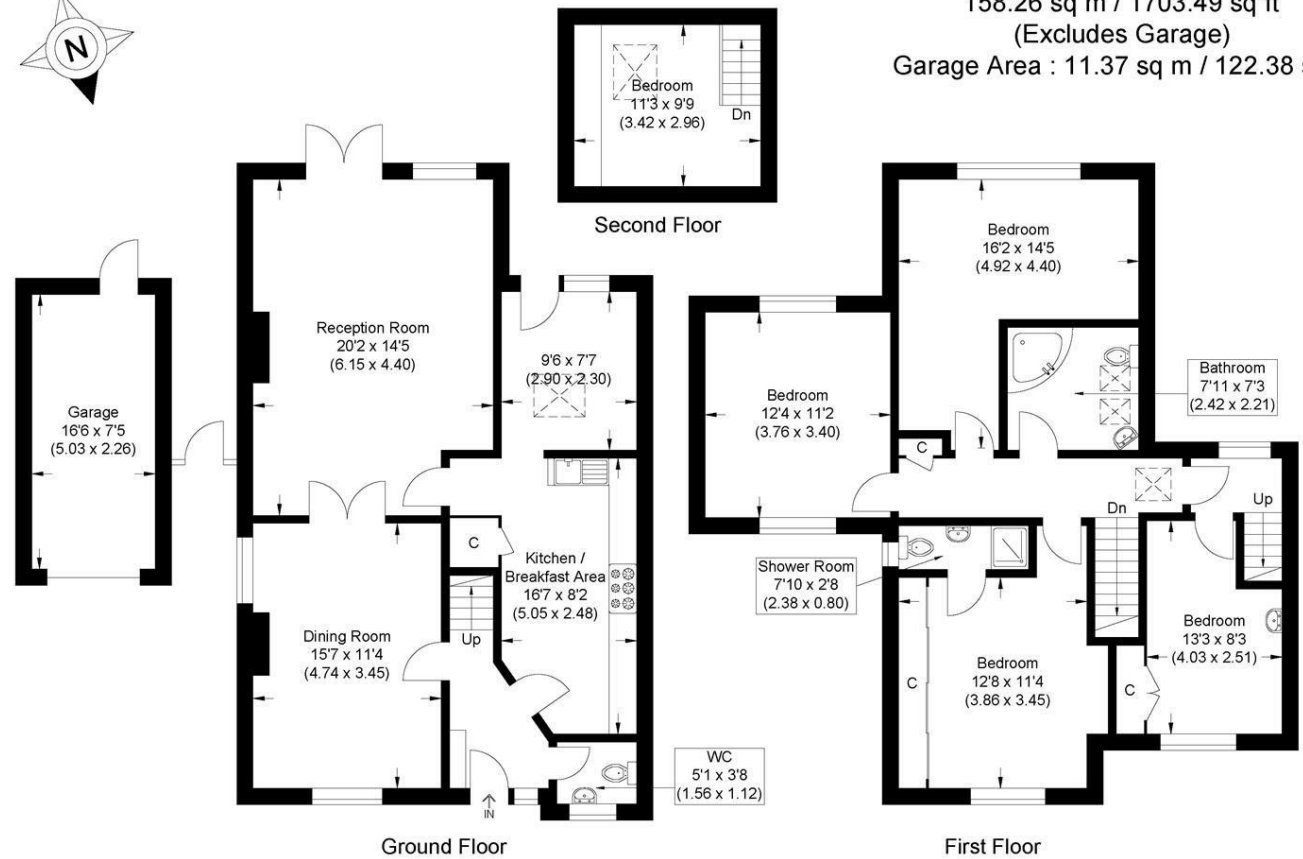 158.26 sq m / 1703.49 sq ft
(Excludes Garage)
Garage Area : 11.37 sq m / 122.38
N
Bedroom
11'3 x 9'9
(3.42 x 2.96)
Dn
Second Floor
Garage
16'6 x 7'5
(5.03 x 2.26)
Reception Room
20'2 x 14'5
(6.15 x 4.40)
9'6 x 7'7
(2.90 x 2.30)
C
Kitchen /
Breakfast Area
16'7 x 8'2
(5.05 x 2.48)
Up
Dining Room
15'7 x 11'4
(4.74 x 3.45)
WC
5'1 x 3'8
(1.56 x 1.12)
IN
Ground Floor
Bedroom
16'2 x 14'5
(4.92 x 4.40)
Bathroom
7'11 x 7'3
(2.42 x 2.21)
Bedroom
12'4 x 11'2
(3.76 x 3.40)
C
Dn
Up
Shower Room
7'10 x 2'8
(2.38 x 0.80)
Bedroom
13'3 x 8'3
(4.03 x 2.51)
C
Bedroom
12'8 x 11'4
(3.86 x 3.45)
C
First Floor